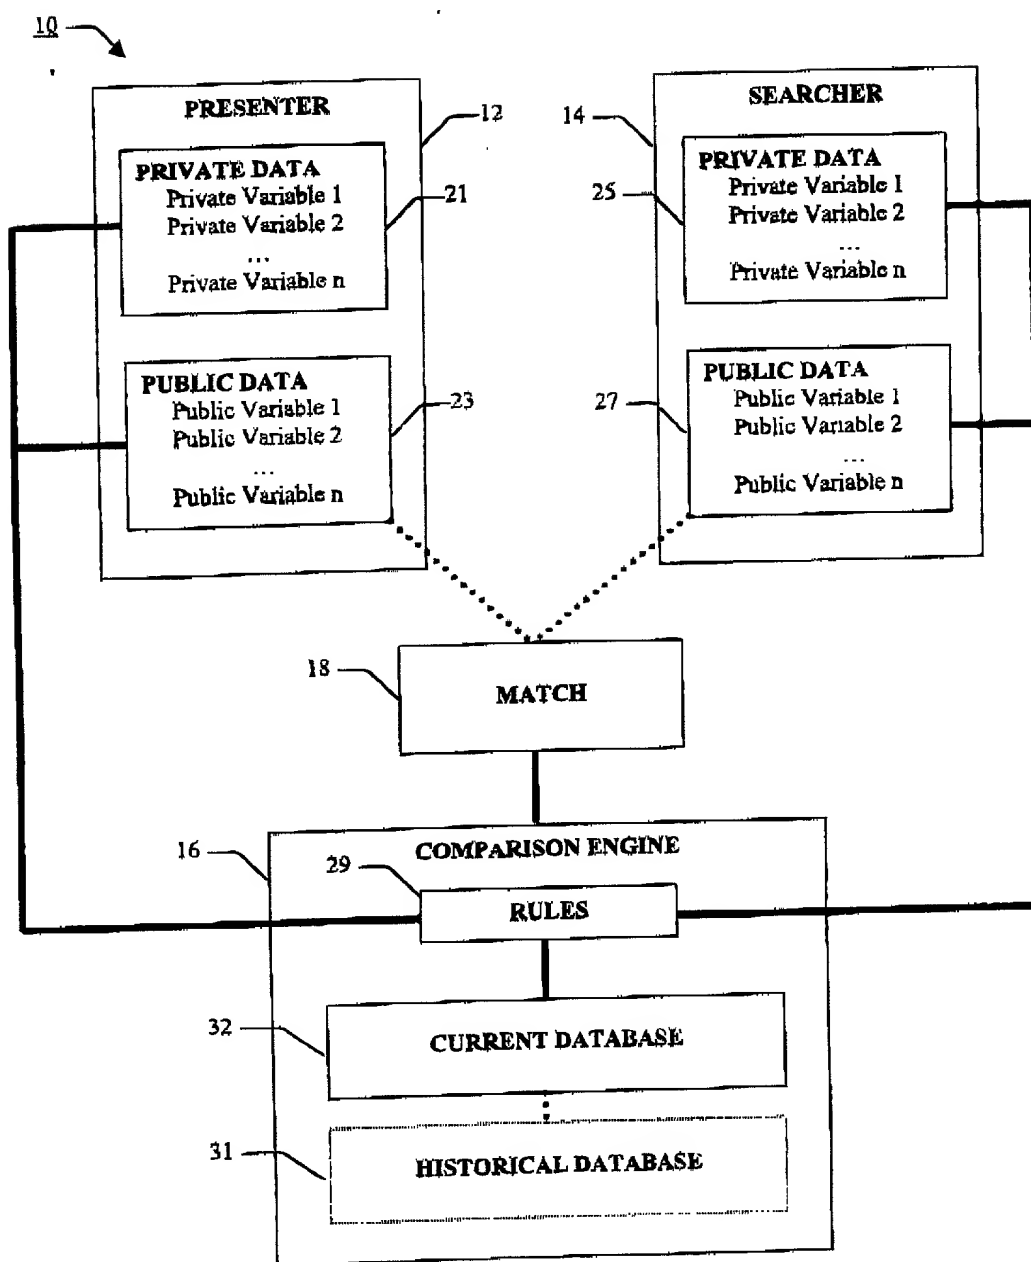 10
PRESENTER
12
PRIVATE DATA
Private Variable 1
Private Variable 2
...
Private Variable n
21
PUBLIC DATA
Public Variable 1
Public Variable 2
...
Public Variable n
23
SEARCHER
14
PRIVATE DATA
Private Variable 1
Private Variable 2
...
Private Variable n
25
PUBLIC DATA
Public Variable 1
Public Variable 2
...
Public Variable n
27
18
MATCH
16
COMPARISON ENGINE
29
RULES
32
CURRENT DATABASE
31
HISTORICAL DATABASE